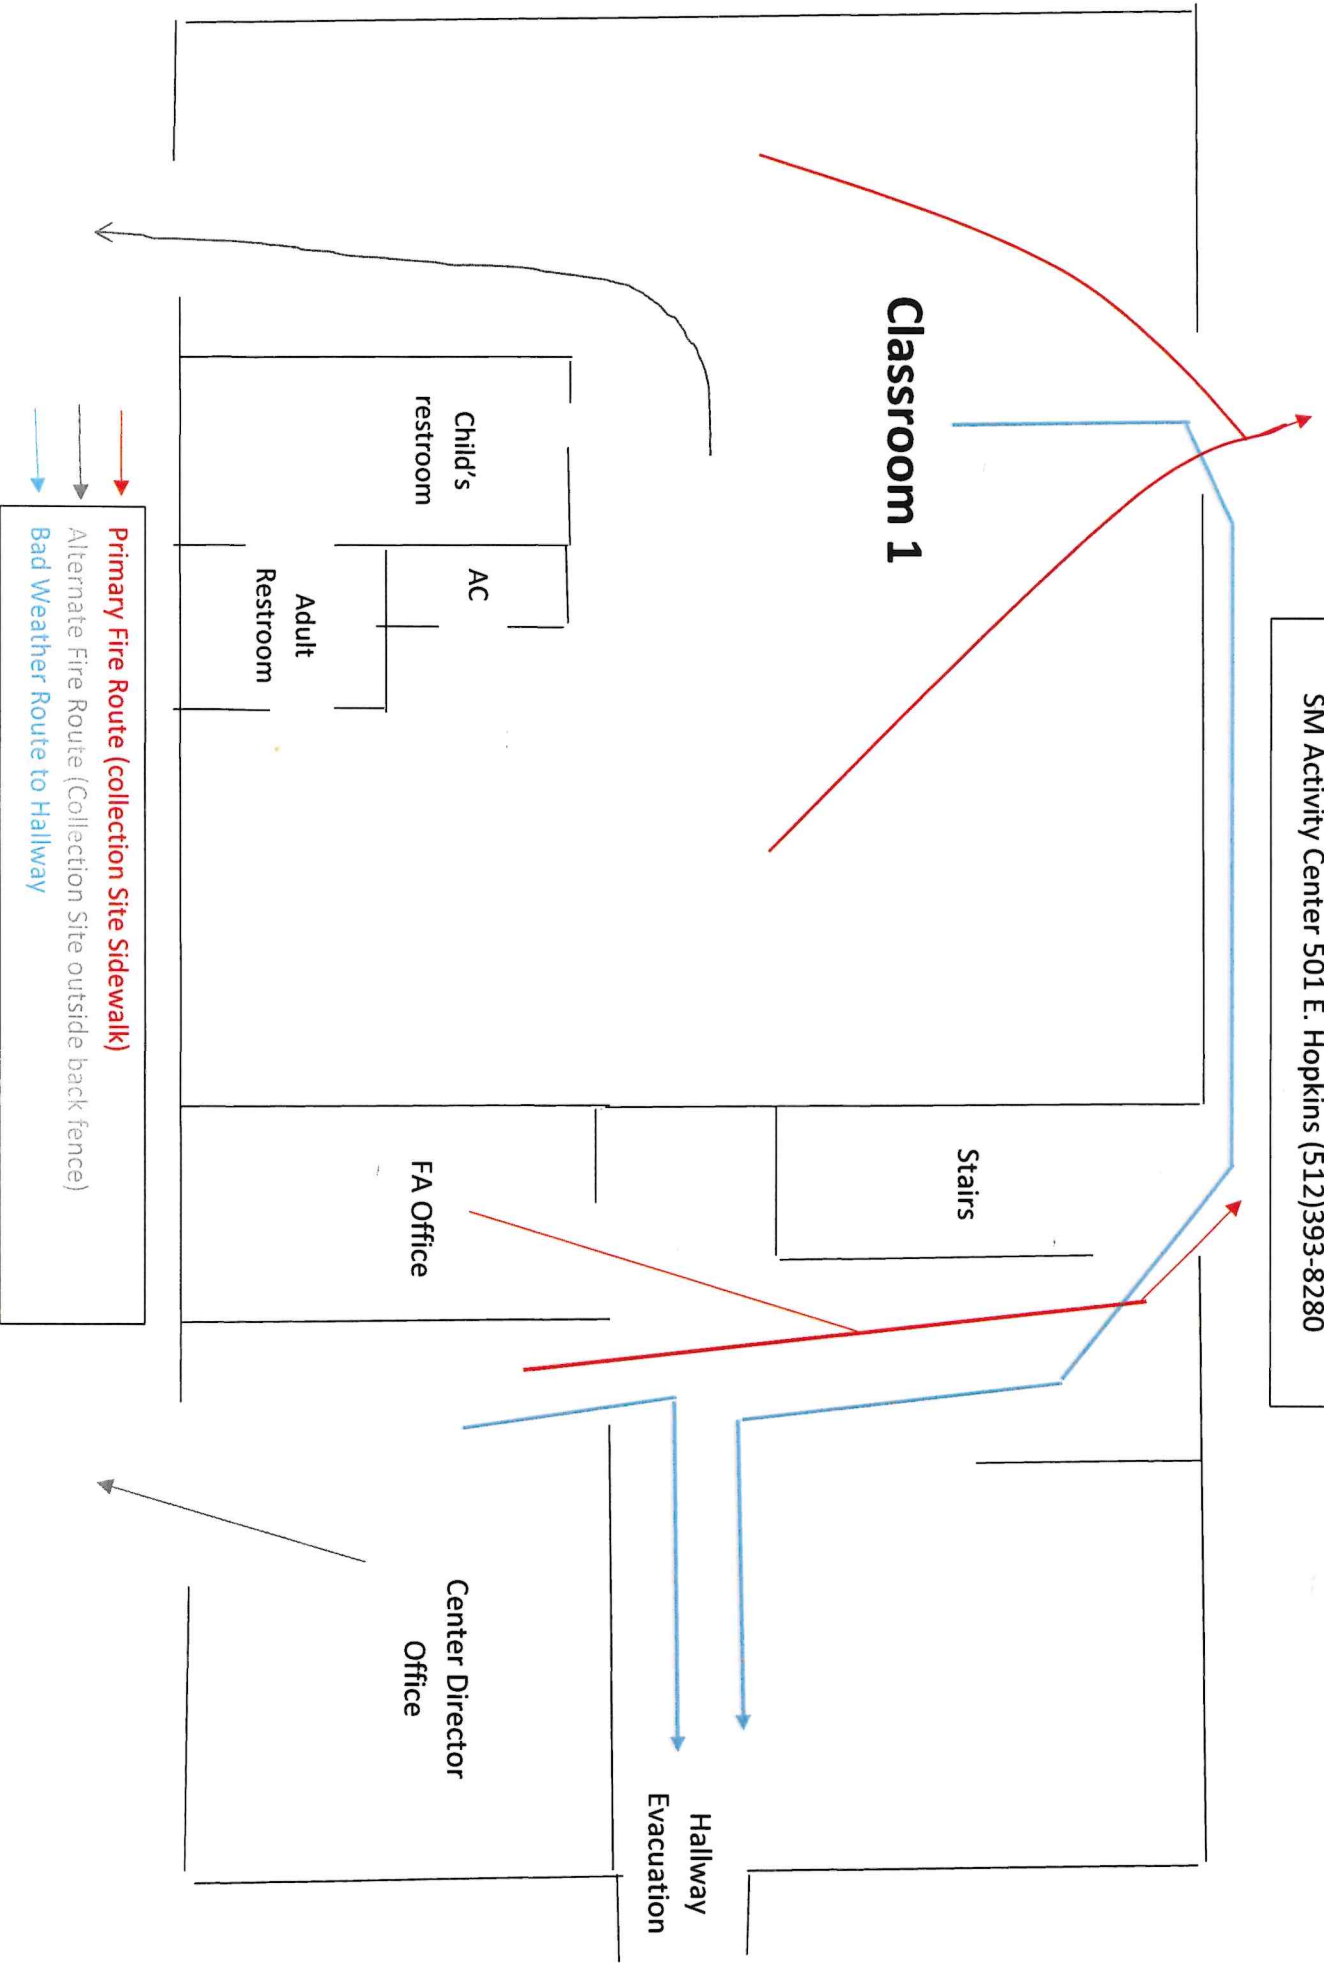 SM Activity Center 501 E. Hopkins (512)393-8280
Classroom 1
Stairs
Hallway
Evacuation
Child's
restroom
AC
Adult
Restroom
FA Office
Center Director
Office
Primary Fire Route (collection Site Sidewalk)
Alternate Fire Route (Collection Site outside back fence)
Bad Weather Route to Hallway